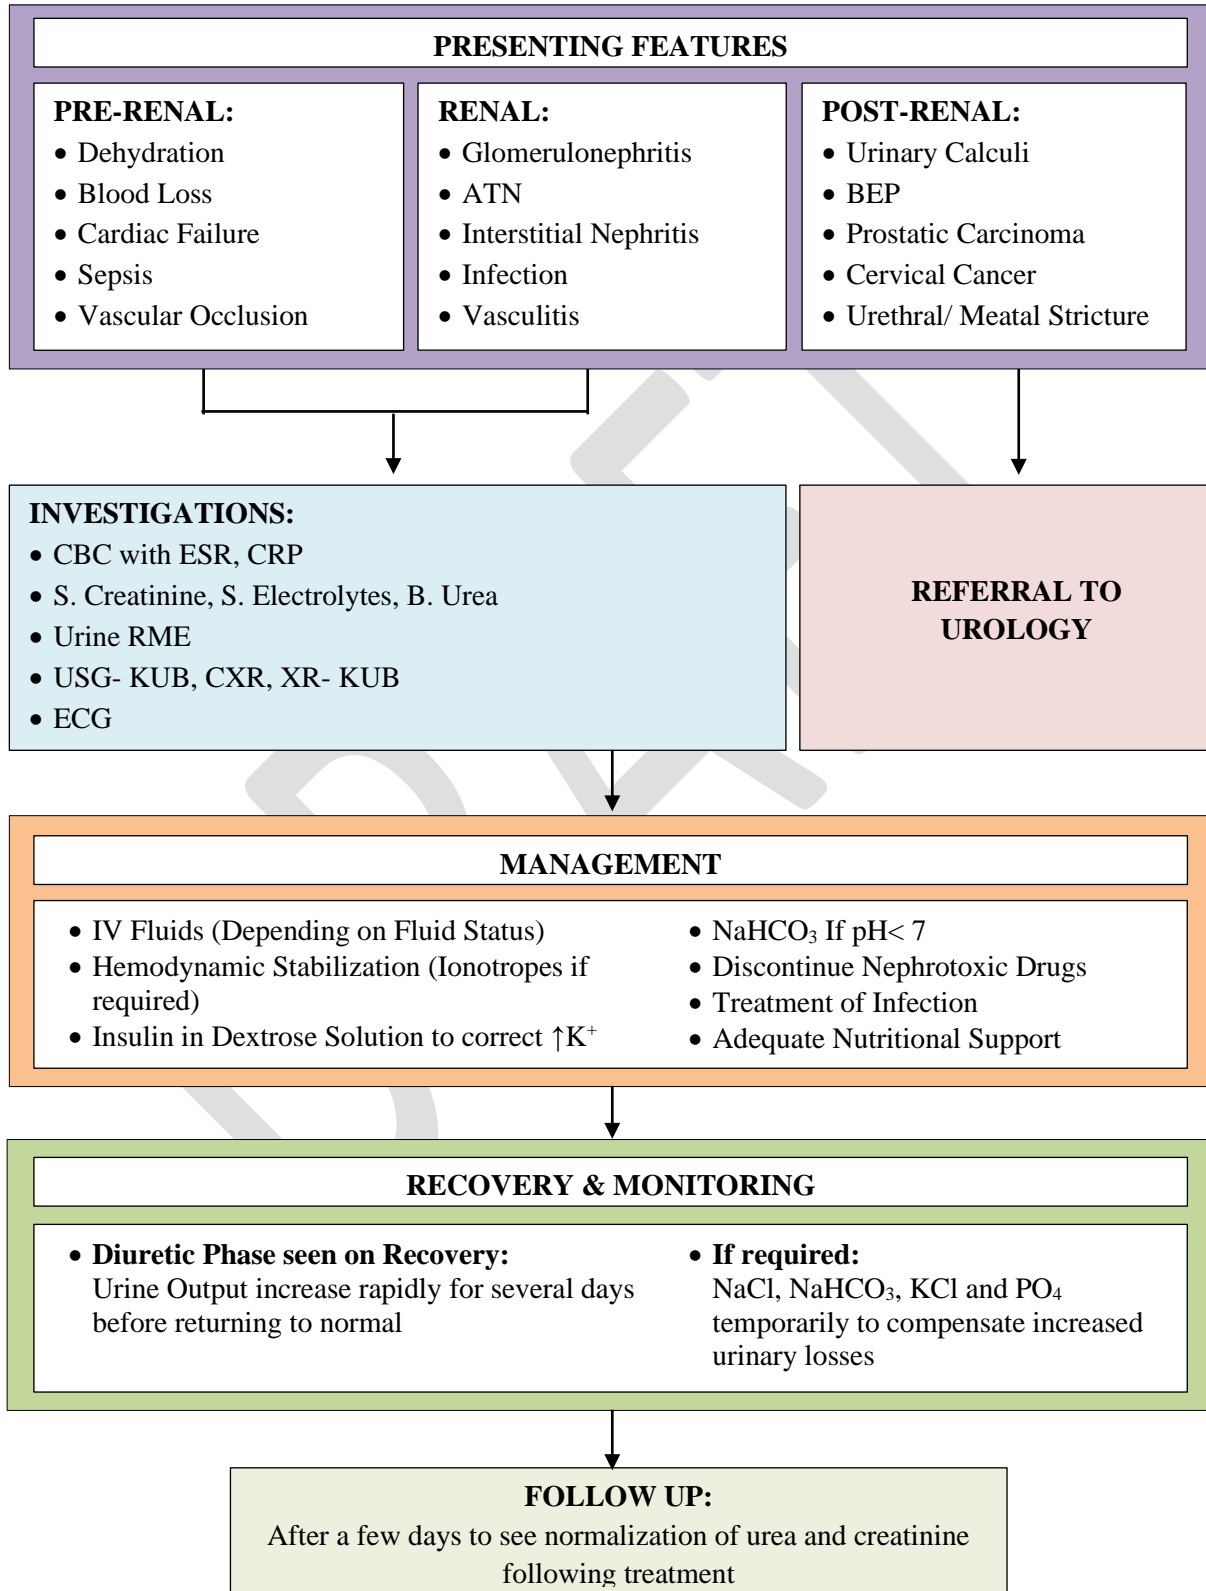 PRESENTING FEATURES
PRE-RENAL:
• Dehydration
• Blood Loss
• Cardiac Failure
• Sepsis
• Vascular Occlusion
RENAL:
• Glomerulonephritis
• ATN
• Interstitial Nephritis
• Infection
• Vasculitis
POST-RENAL:
• Urinary Calculi
• BEP
• Prostatic Carcinoma
• Cervical Cancer
• Urethral/ Meatal Stricture
INVESTIGATIONS:
• CBC with ESR, CRP
• S. Creatinine, S. Electrolytes, B. Urea
• Urine RME
• USG- KUB, CXR, XR- KUB
• ECG
REFERRAL TO
UROLOGY
MANAGEMENT
• IV Fluids (Depending on Fluid Status)
• Hemodynamic Stabilization (Ionotropes if
required)
• Insulin in Dextrose Solution to correct ↑K⁺
• NaHCO₃ If pH< 7
• Discontinue Nephrotoxic Drugs
• Treatment of Infection
• Adequate Nutritional Support
RECOVERY & MONITORING
• Diuretic Phase seen on Recovery:
Urine Output increase rapidly for several days
before returning to normal
• If required:
NaCl, NaHCO₃, KCl and PO₄
temporarily to compensate increased
urinary losses
FOLLOW UP:
After a few days to see normalization of urea and creatinine
following treatment
DRAFT